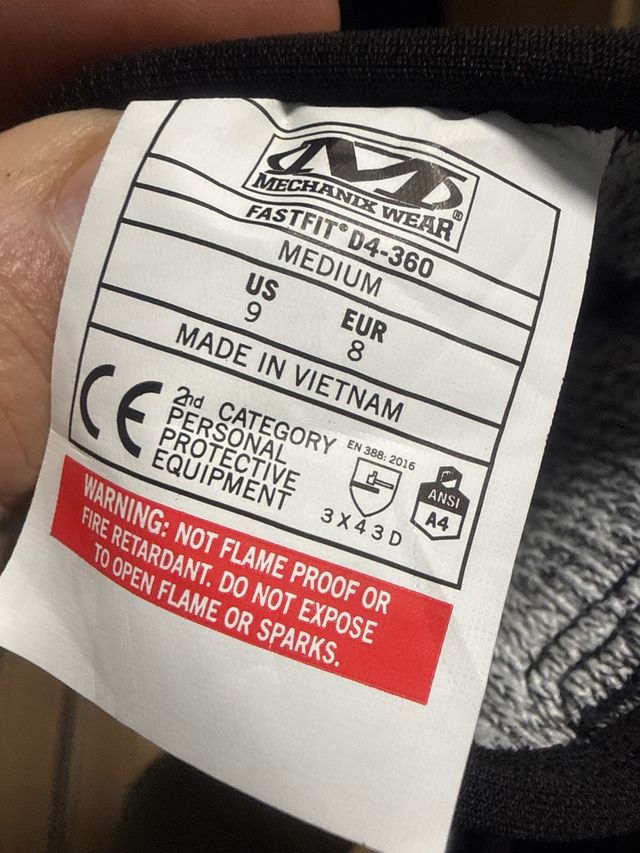 MECHANIX WEAR®
FASTFIT® D4-360
MEDIUM
US EUR
9 8
MADE IN VIETNAM
CE
2nd CATEGORY
PERSONAL
PROTECTIVE
EQUIPMENT
EN 388: 2016
3X43D
ANSI
A4
WARNING: NOT FLAME PROOF OR
FIRE RETARDANT. DO NOT EXPOSE
TO OPEN FLAME OR SPARKS.